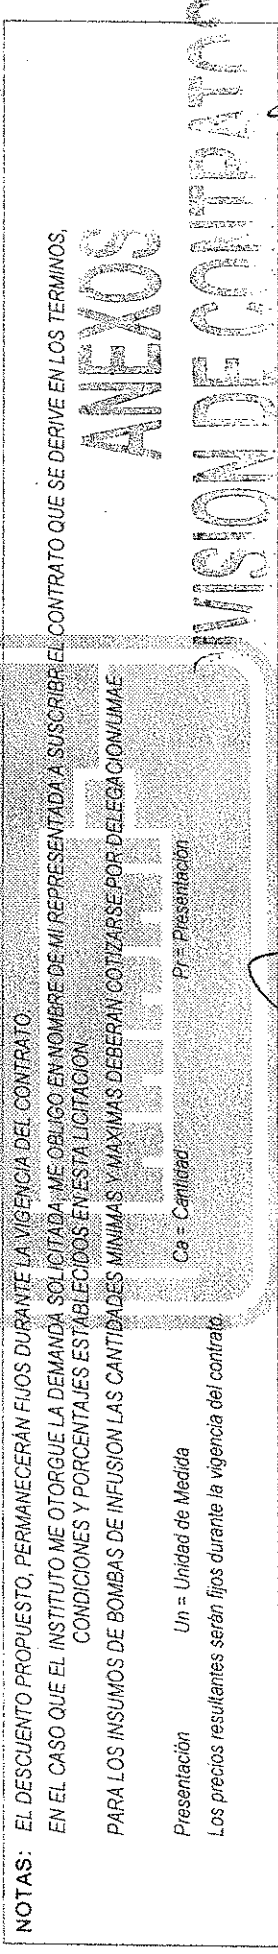 NOTAS: EL DESCUENTO PROPUESTO, PERMANECERÁN FIJOS DURANTE LA VIGENCIA DEL CONTRATO.
EN EL CASO QUE EL INSTITUTO ME OTORGUE LA DEMANDA SOLICITADA, ME OBLIGO EN NOMBRE DE MI REPRESENTADA A SUSCRIBIR EL CONTRATO QUE SE DERIVE EN LOS TERMINOS,
CONDICIONES Y PORCENTAJES ESTABLECIDOS EN ESTA LICITACION.
PARA LOS INSUMOS DE BOMBAS DE INFUSION LAS CANTIDADES MINIMAS Y MAXIMAS DEBERAN COTIZARSE POR DELEGACION/UMAE
Presentación Un = Unidad de Medida Ca = Cantidad Pr = Presentación
Los precios resultantes serán fijos durante la vigencia del contrato.
ANEXOS
DE CONTRATO